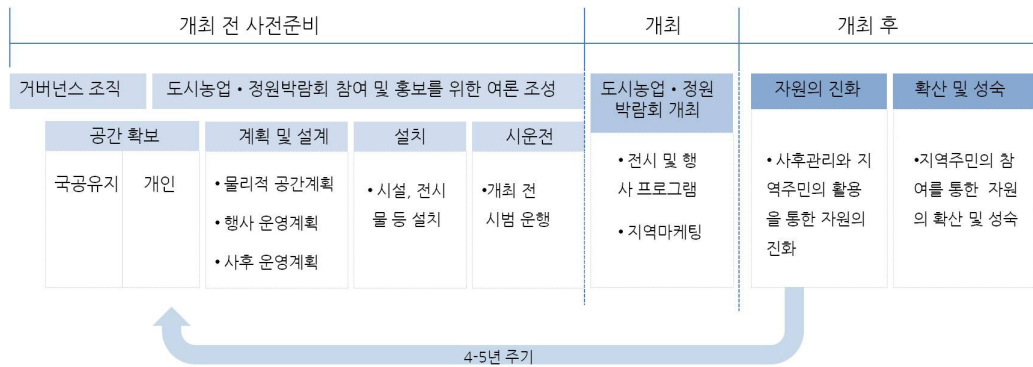 개최 전 사전준비
개최
개최 후
거버넌스 조직
도시농업·정원박람회 참여 및 홍보를 위한 여론 조성
도시농업·정원
박람회 개최
자원의 진화
확산 및 성숙
공간 확보
계획 및 설계
설치
시운전
국공유지
개인
• 물리적 공간계획
• 행사 운영계획
• 사후 운영계획
• 시설, 전시
물 등 설치
•개최 전
시범 운행
• 전시 및 행
사 프로그램
• 지역마케팅
• 사후관리와 지
역주민의 활용
을 통한 자원의
진화
•지역주민의 참
여를 통한 자원
의 확산 및 성숙
4-5년 주기